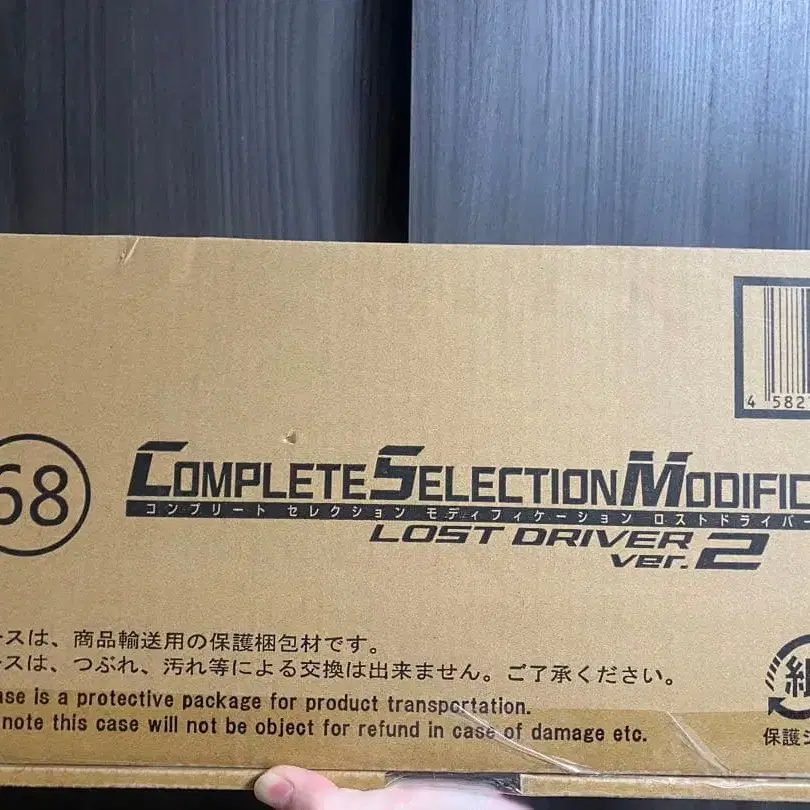 4 582
68
COMPLETE SELECTION MODIFIC
コンプリート セレクション モディフィケーション ロストドライバー
LOST DRIVER
ver.2
ースは、商品輸送用の保護梱包材です。
ースは、つぶれ、汚れ等による交換は出来ません。ご了承ください。
ase is a protective package for product transportation.
note this case will not be object for refund in case of damage etc.
紙
保護シ